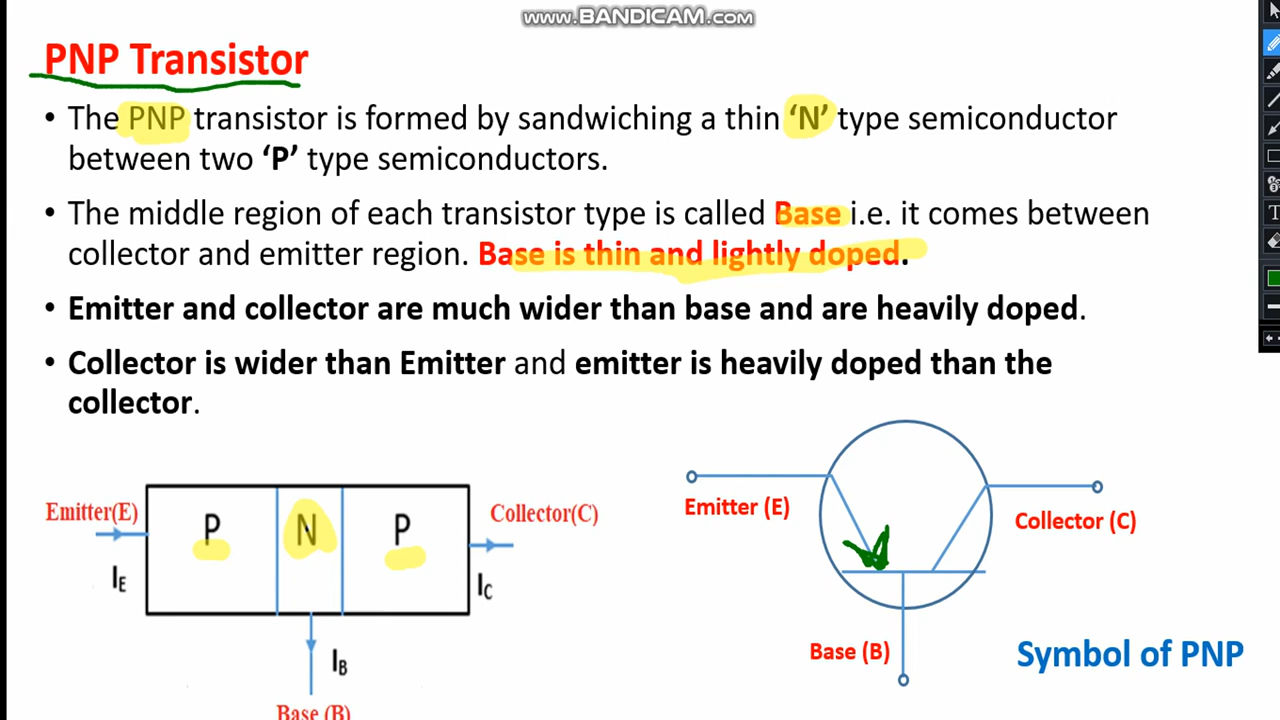 www.BANDICAM.com
PNP Transistor
• The PNP transistor is formed by sandwiching a thin ‘N’ type semiconductor
between two ‘P’ type semiconductors.
• The middle region of each transistor type is called Base i.e. it comes between
collector and emitter region. Base is thin and lightly doped.
• Emitter and collector are much wider than base and are heavily doped.
• Collector is wider than Emitter and emitter is heavily doped than the
collector.
Emitter(E)
P
N
P
Collector(C)
IE
IC
IB
Base (B)
Emitter (E)
Collector (C)
Base (B)
Symbol of PNP